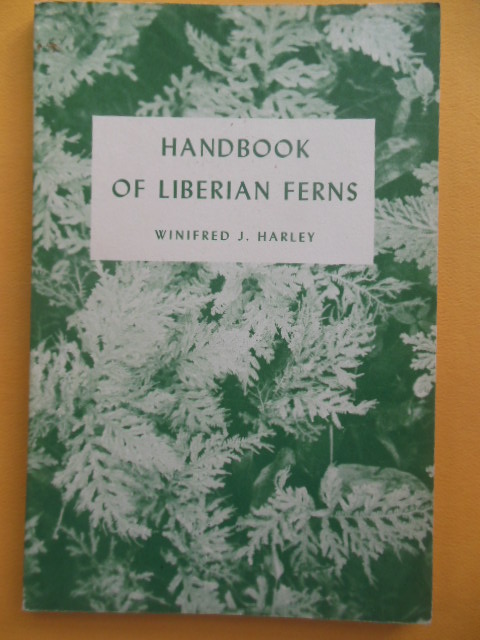 HANDBOOK
OF LIBERIAN FERNS
WINIFRED J. HARLEY